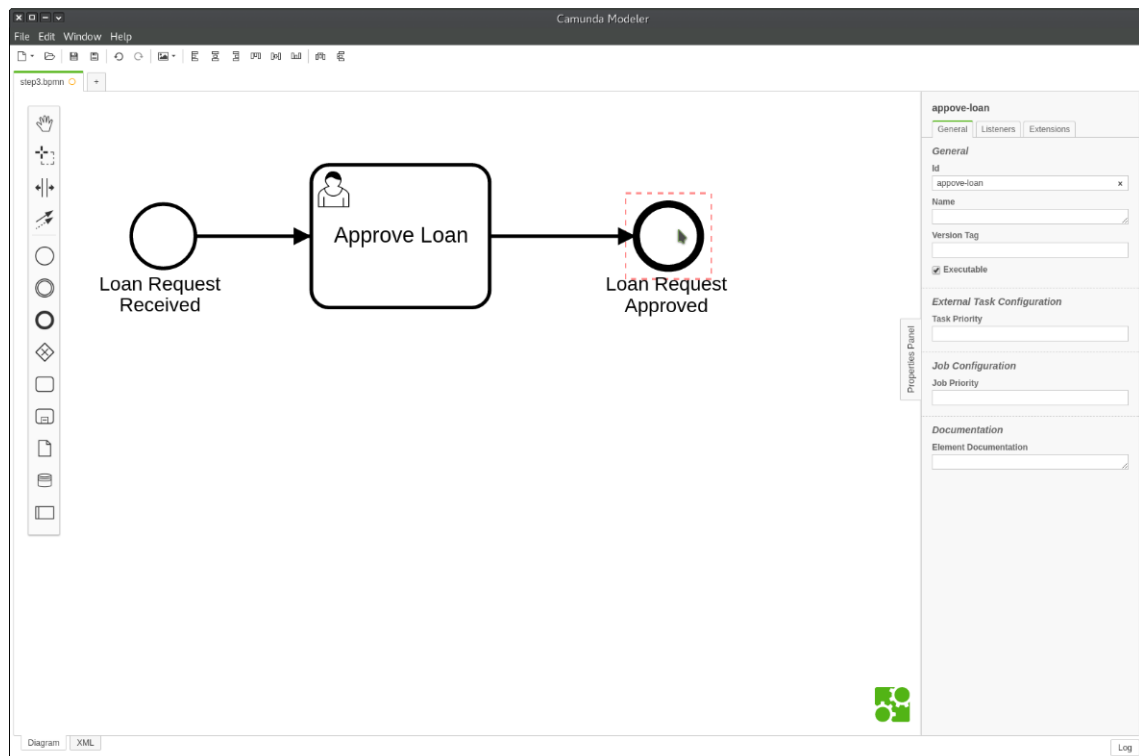 Camunda Modeler
File Edit Window Help
step3.bpmn
+
Loan Request
Received
Approve Loan
Loan Request
Approved
Properties Panel
appove-loan
General Listeners Extensions
General
Id
appove-loan x
Name
Version Tag
Executable
External Task Configuration
Task Priority
Job Configuration
Job Priority
Documentation
Element Documentation
Diagram XML
Log